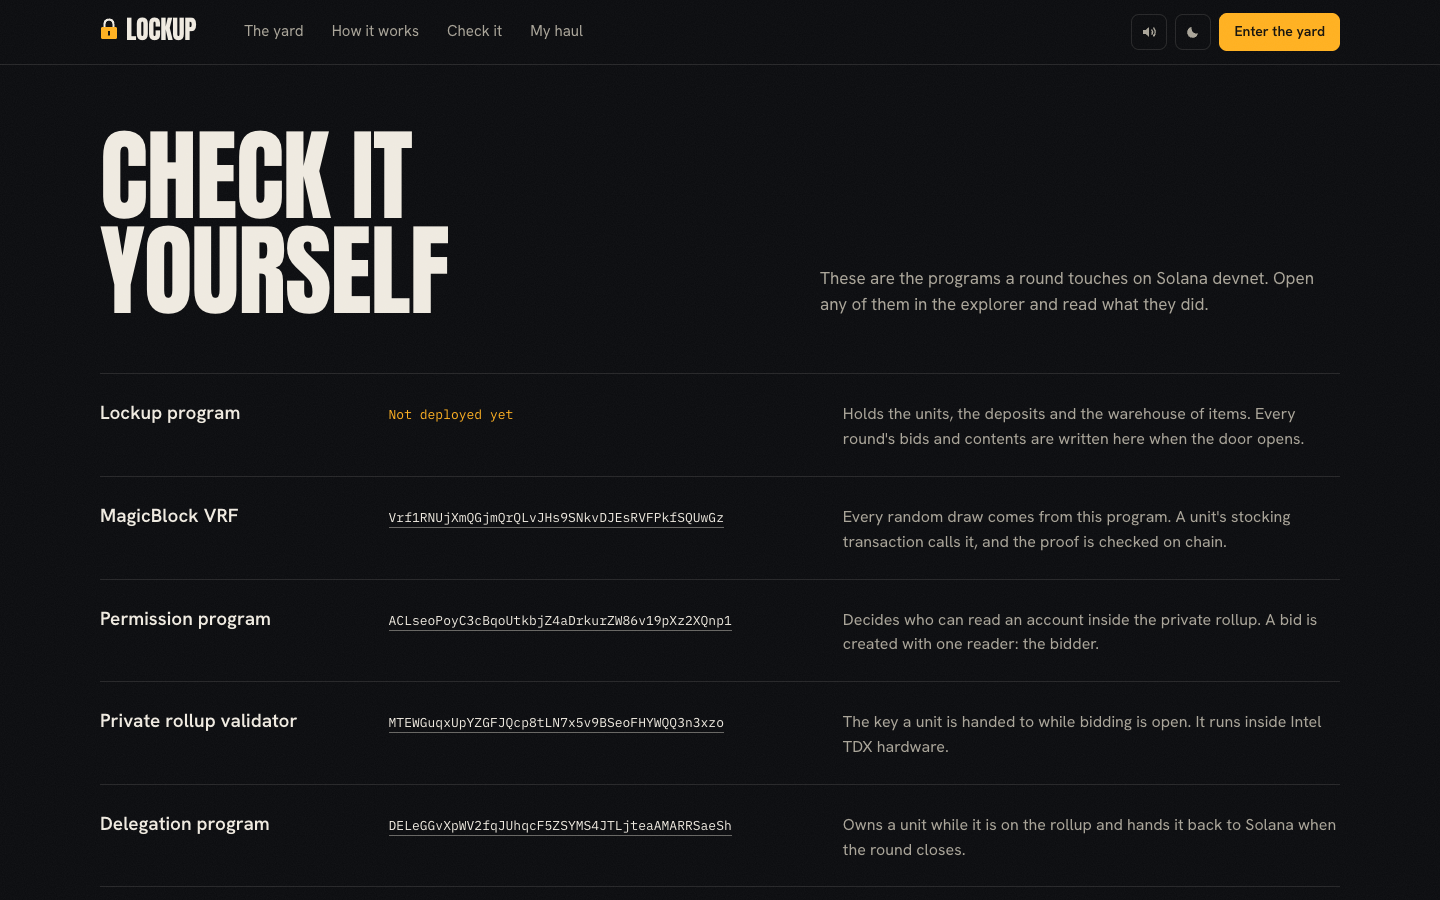 LOCKUP
The yard
How it works
Check it
My haul
Enter the yard
CHECK IT
YOURSELF
These are the programs a round touches on Solana devnet. Open
any of them in the explorer and read what they did.
Lockup program
Not deployed yet
Holds the units, the deposits and the warehouse of items. Every
round's bids and contents are written here when the door opens.
MagicBlock VRF
Vrf1RNUjXmQGjmQrQLvJHs9SNkvDJEsRVFPkfSQUwGz
Every random draw comes from this program. A unit's stocking
transaction calls it, and the proof is checked on chain.
Permission program
ACLseoPoyC3cBqoUtkbjZ4aDrkurZW86v19pXz2XQnp1
Decides who can read an account inside the private rollup. A bid is
created with one reader: the bidder.
Private rollup validator
MTEWGuqxUpYZGFJQcp8tLN7x5v9BSeoFHYWQQ3n3xzo
The key a unit is handed to while bidding is open. It runs inside Intel
TDX hardware.
Delegation program
DELeGGvXpWV2fqJUhqcF5ZSYMS4JTLjteaAMARRSaeSh
Owns a unit while it is on the rollup and hands it back to Solana when
the round closes.